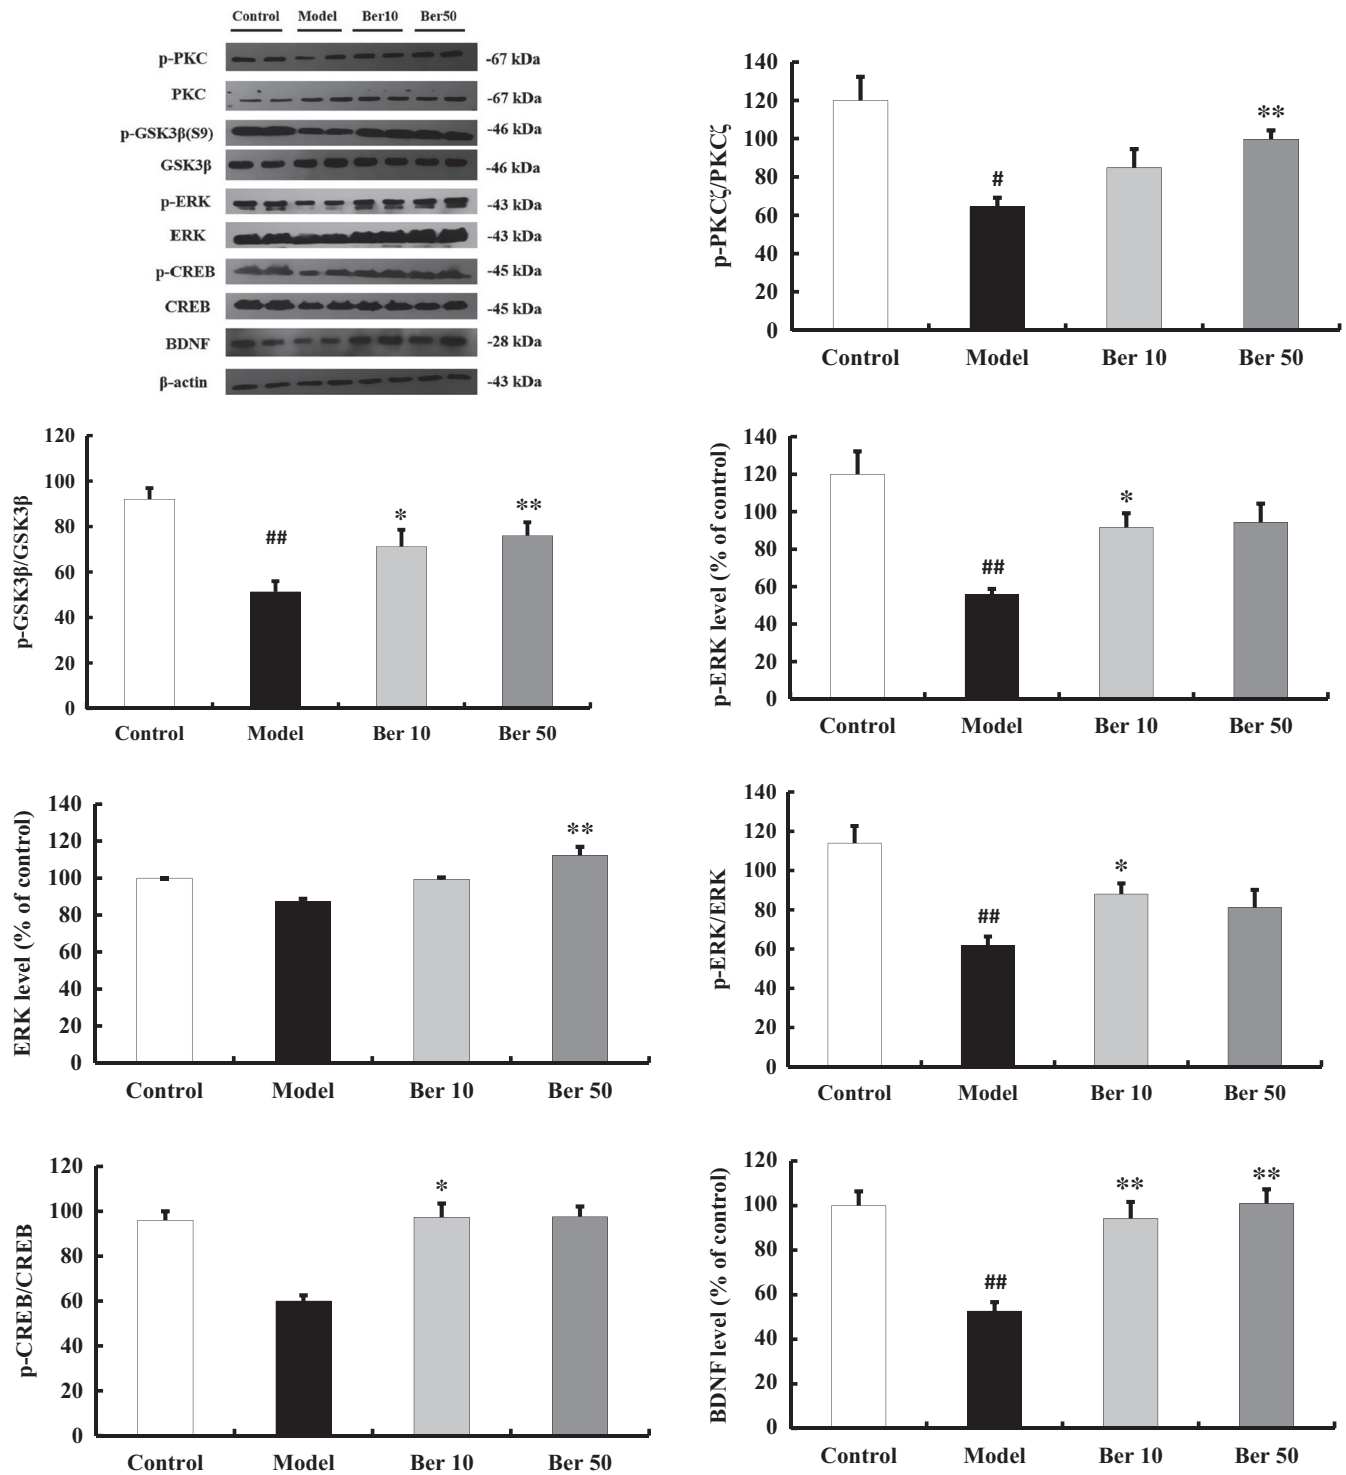 Control Model Ber10 Ber50
p-PKC -67 kDa
PKC -67 kDa
p-GSK3β(S9) -46 kDa
GSK3β -46 kDa
p-ERK -43 kDa
ERK -43 kDa
p-CREB -45 kDa
CREB -45 kDa
BDNF -28 kDa
β-actin -43 kDa
p-PKCζ/PKCζ
140
120
100
80
60
40
20
0
#
**
Control Model Ber 10 Ber 50
p-GSK3β/GSK3β
120
100
80
60
40
20
0
##
*
**
Control Model Ber 10 Ber 50
p-ERK level (% of control)
140
120
100
80
60
40
20
0
##
*
Control Model Ber 10 Ber 50
ERK level (% of control)
140
120
100
80
60
40
20
0
**
Control Model Ber 10 Ber 50
p-ERK/ERK
140
120
100
80
60
40
20
0
##
*
Control Model Ber 10 Ber 50
p-CREB/CREB
120
100
80
60
40
20
0
*
Control Model Ber 10 Ber 50
BDNF level (% of control)
120
100
80
60
40
20
0
##
**
**
Control Model Ber 10 Ber 50